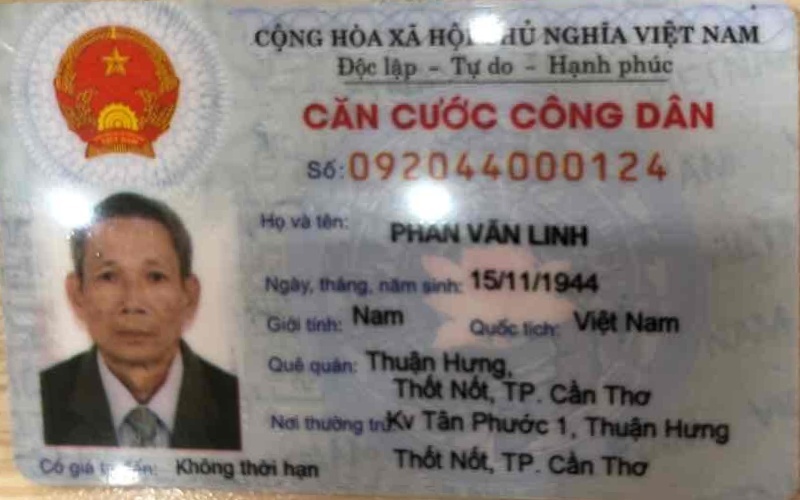 CỘNG HÒA XÃ HỘI CHỦ NGHĨA VIỆT NAM
Độc lập - Tự do - Hạnh phúc
CĂN CƯỚC CÔNG DÂN
Số: 092044000124
Họ và tên: PHAN VĂN LINH
Ngày, tháng, năm sinh: 15/11/1944
Giới tính: Nam Quốc tịch: Việt Nam
Quê quán: Thuận Hưng,
Thốt Nốt, TP. Cần Thơ
Nơi thường trú: Kv Tân Phước 1, Thuận Hưng
Thốt Nốt, TP. Cần Thơ
Có giá trị đến: Không thời hạn